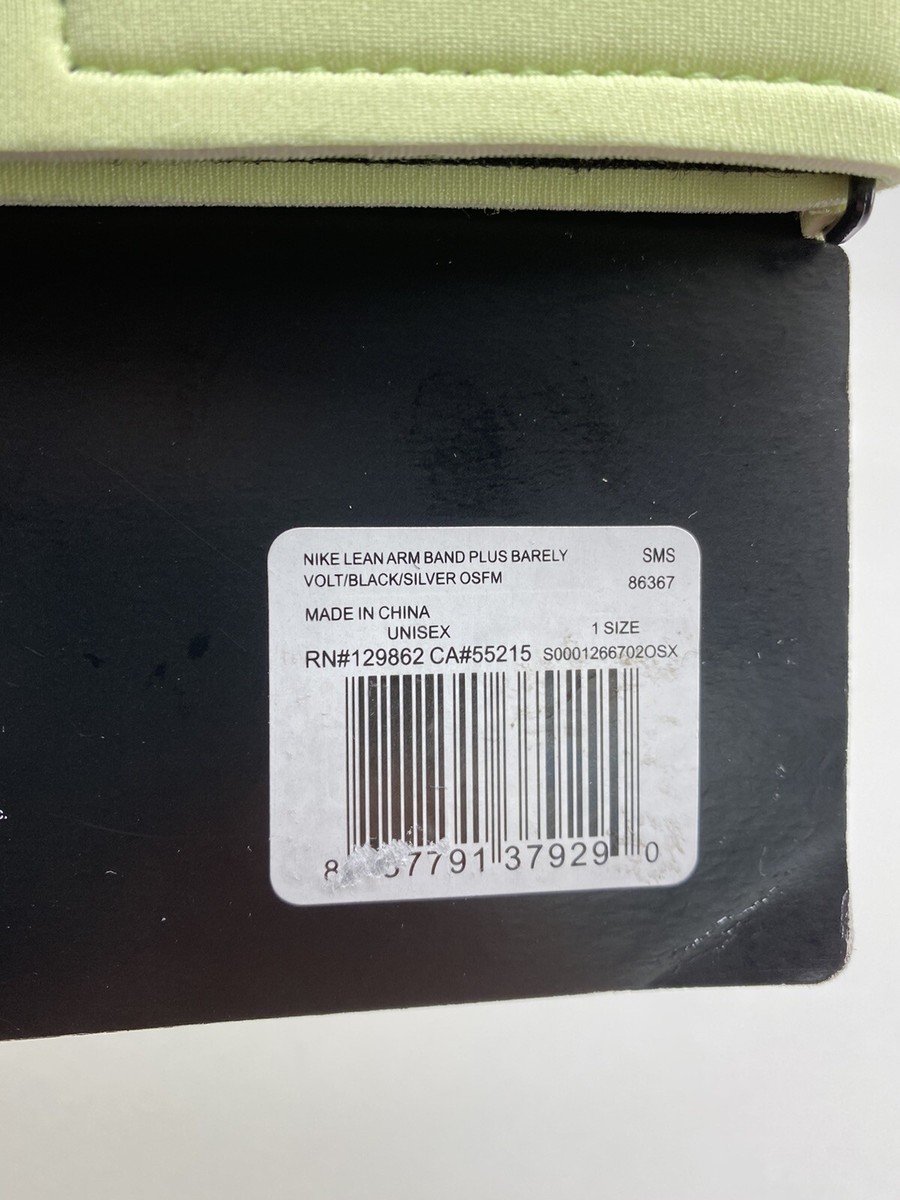 NIKE LEAN ARM BAND PLUS BARELY SMS
VOLT/BLACK/SILVER OSFM 86367
MADE IN CHINA
UNISEX 1 SIZE
RN#129862 CA#55215 S0001266702OSX
8 7791 37929 0
c.